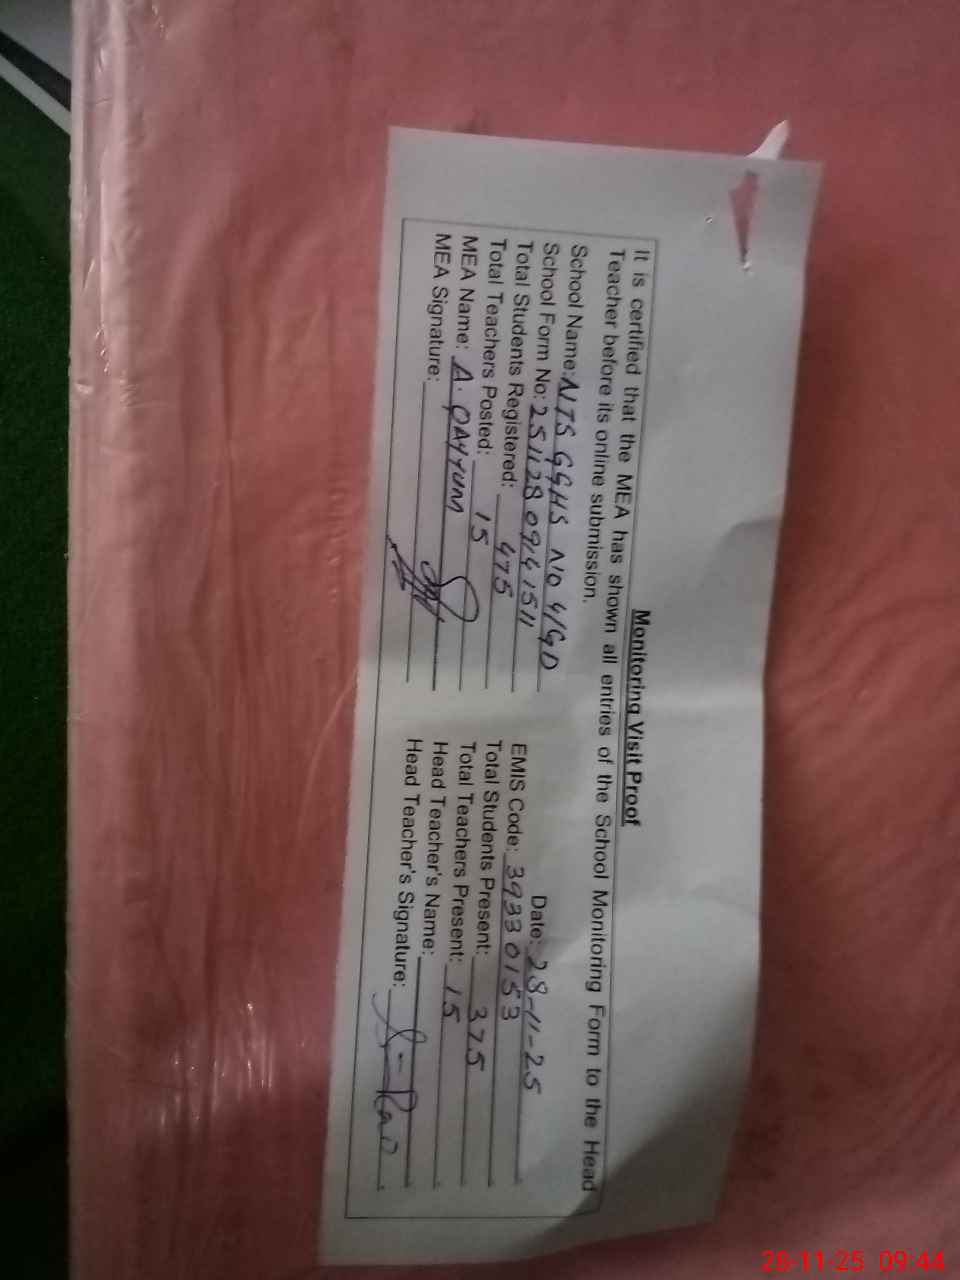 Monitoring Visit Proof
It is certified that the MEA has shown all entries of the School Monitoring Form to the Head
Teacher before its online submission.
Date: 28-11-25
School Name: NTS GGHS NO 4/GD
EMIS Code: 39330153
School Form No: 25112809141511
Total Students Present: 375
Total Students Registered: 475
Total Teachers Present: 15
Total Teachers Posted: 15
Head Teacher's Name:
MEA Name: A. QAYYUM
Head Teacher's Signature:
MEA Signature:
28-11-25 09:44